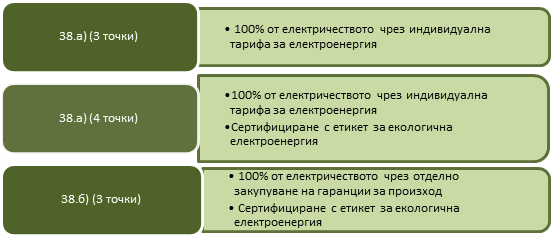 38.а) (3 точки)
• 100% от електричеството чрез индивидуална
тарифа за електроенергия
38.а) (4 точки)
•100% от електричеството чрез индивидуална
тарифа за електроенергия
•Сертифициране с етикет за екологична
електроенергия
38.б) (3 точки)
• 100% от електричеството чрез отделно
закупуване на гаранции за произход
• Сертифициране с етикет за екологична
електроенергия